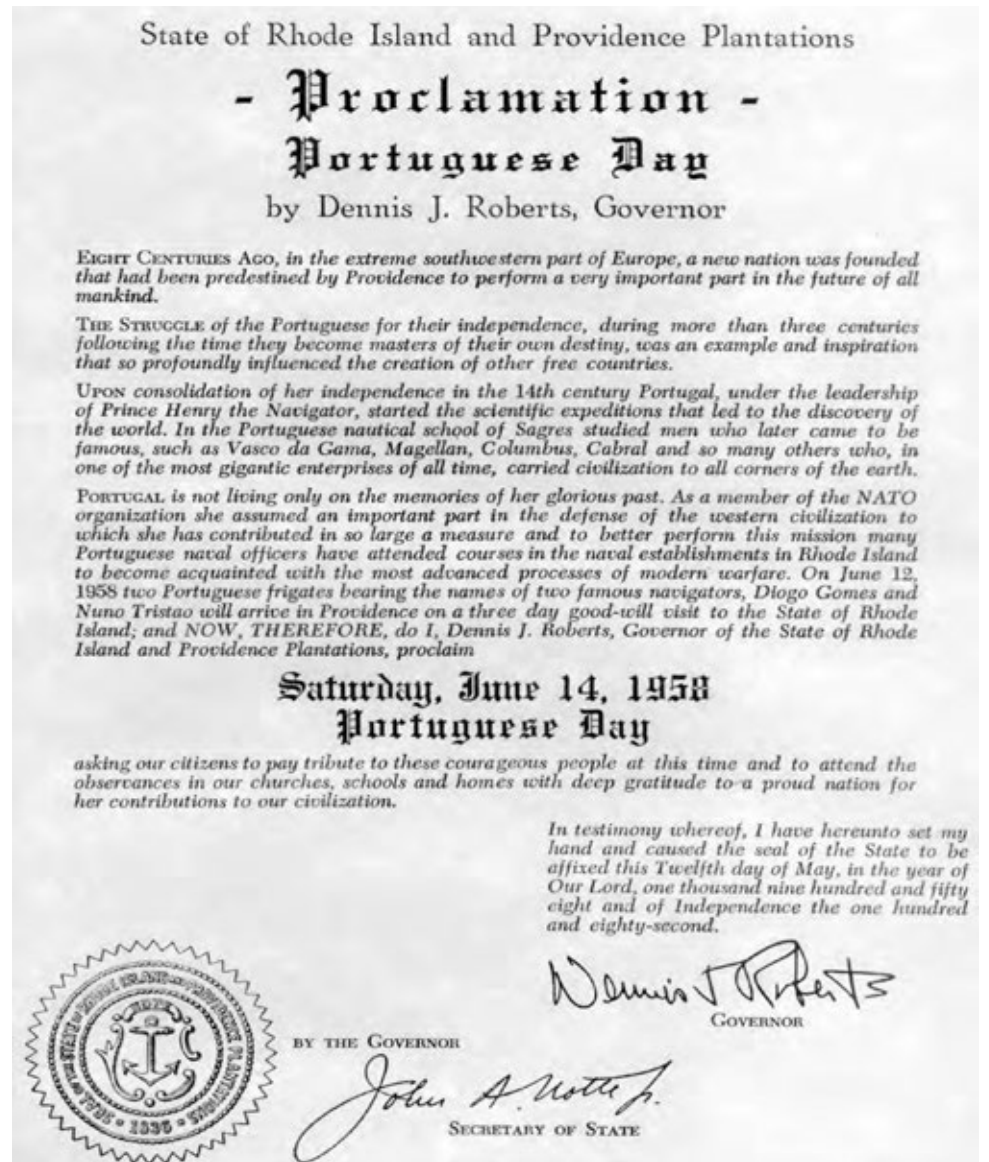 State of Rhode Island and Providence Plantations
- Proclamation -
Portuguese Day
by Dennis J. Roberts, Governor
EIGHT CENTURIES AGO, in the extreme southwestern part of Europe, a new nation was founded
that had been predestined by Providence to perform a very important part in the future of all
mankind.
THE STRUGGLE of the Portuguese for their independence, during more than three centuries
following the time they become masters of their own destiny, was an example and inspiration
that so profoundly influenced the creation of other free countries.
UPON consolidation of her independence in the 14th century Portugal, under the leadership
of Prince Henry the Navigator, started the scientific expeditions that led to the discovery of
the world. In the Portuguese nautical school of Sagres studied men who later came to be
famous, such as Vasco da Gama, Magellan, Columbus, Cabral and so many others who, in
one of the most gigantic enterprises of all time, carried civilization to all corners of the earth.
PORTUGAL is not living only on the memories of her glorious past. As a member of the NATO
organization she assumed an important part in the defense of the western civilization to
which she has contributed in so large a measure and to better perform this mission many
Portuguese naval officers have attended courses in the naval establishments in Rhode Island
to become acquainted with the most advanced processes of modern warfare. On June 12,
1958 two Portuguese frigates bearing the names of two famous navigators, Diogo Gomes and
Nuno Tristao will arrive in Providence on a three day good-will visit to the State of Rhode
Island; and NOW, THEREFORE, do I, Dennis J. Roberts, Governor of the State of Rhode
Island and Providence Plantations, proclaim
Saturday, June 14, 1958
Portuguese Day
asking our citizens to pay tribute to these courageous people at this time and to attend the
observances in our churches, schools and homes with deep gratitude to a proud nation for
her contributions to our civilization.
In testimony whereof, I have hereunto set my
hand and caused the seal of the State to be
affixed this Twelfth day of May, in the year of
Our Lord, one thousand nine hundred and fifty
eight and of Independence the one hundred
and eighty-second.
Dennis J Roberts
GOVERNOR
SEAL OF THE STATE OF RHODE ISLAND AND PROVIDENCE PLANTATIONS
HOPE
1636
BY THE GOVERNOR
John A. Notte Jr.
SECRETARY OF STATE